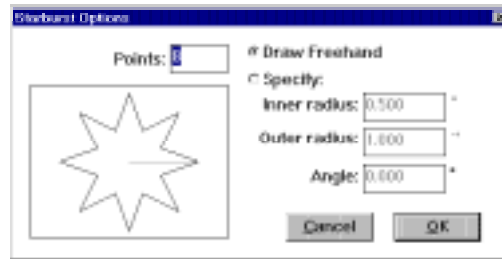 Starburst Options
Points: 8
Draw Freehand
Specify:
Inner radius: 0.500 "
Outer radius: 1.000 "
Angle: 0.000 °
Cancel OK